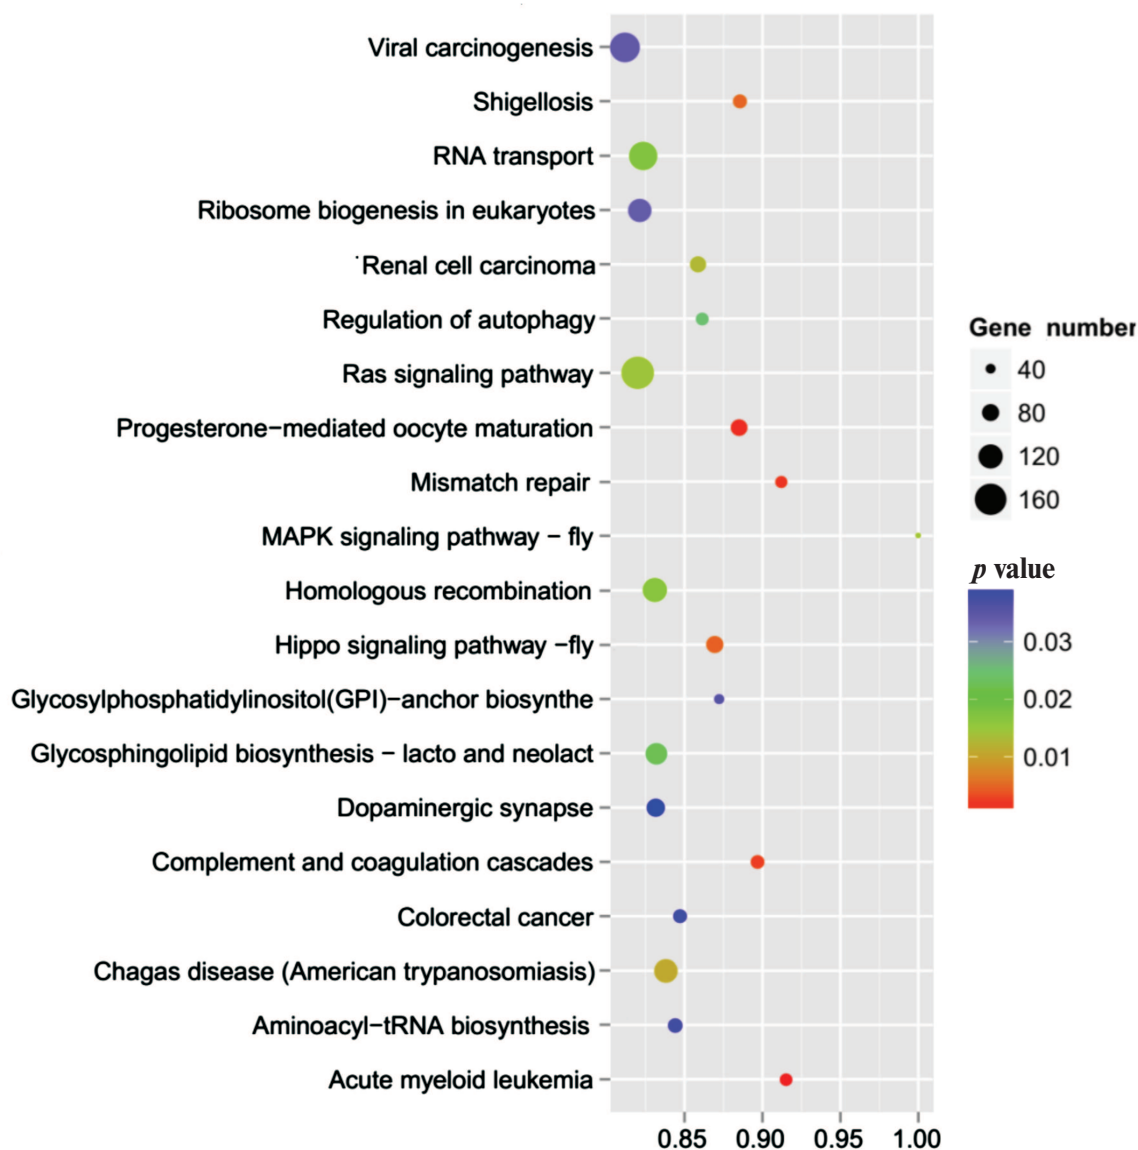 Viral carcinogenesis
Shigellosis
RNA transport
Ribosome biogenesis in eukaryotes
Renal cell carcinoma
Regulation of autophagy
Ras signaling pathway
Progesterone−mediated oocyte maturation
Mismatch repair
MAPK signaling pathway − fly
Homologous recombination
Hippo signaling pathway −fly
Glycosylphosphatidylinositol(GPI)−anchor biosynthe
Glycosphingolipid biosynthesis − lacto and neolact
Dopaminergic synapse
Complement and coagulation cascades
Colorectal cancer
Chagas disease (American trypanosomiasis)
Aminoacyl−tRNA biosynthesis
Acute myeloid leukemia
0.85 0.90 0.95 1.00
Gene number
40
80
120
160
p value
0.03
0.02
0.01